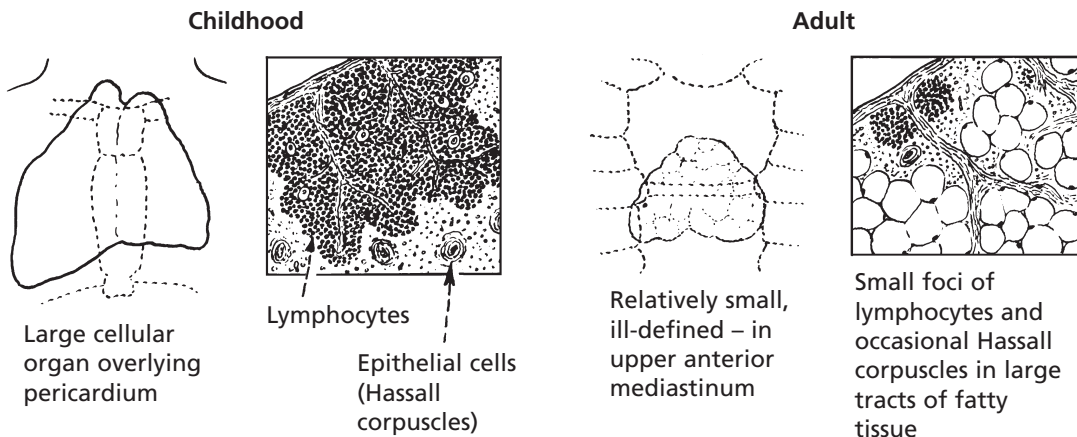 Childhood
Adult
Large cellular
organ overlying
pericardium
Lymphocytes
Epithelial cells
(Hassall
corpuscles)
Relatively small,
ill-defined – in
upper anterior
mediastinum
Small foci of
lymphocytes and
occasional Hassall
corpuscles in large
tracts of fatty
tissue